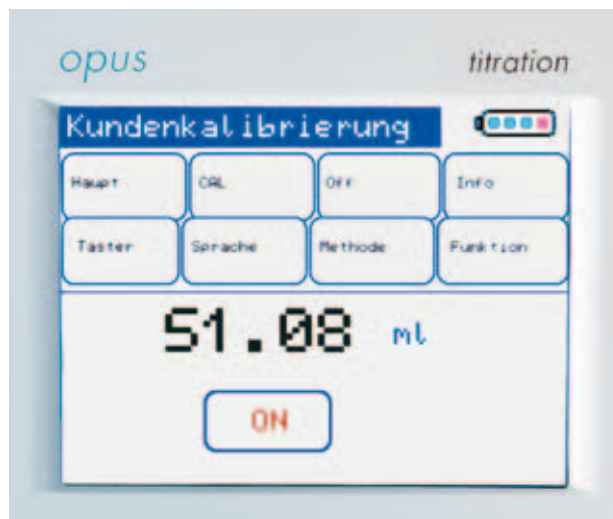 opus titration
Kundenkalibrierung
Haupt CAL Off Info
Taster Sprache Methode Funktion
51.08 ml
ON